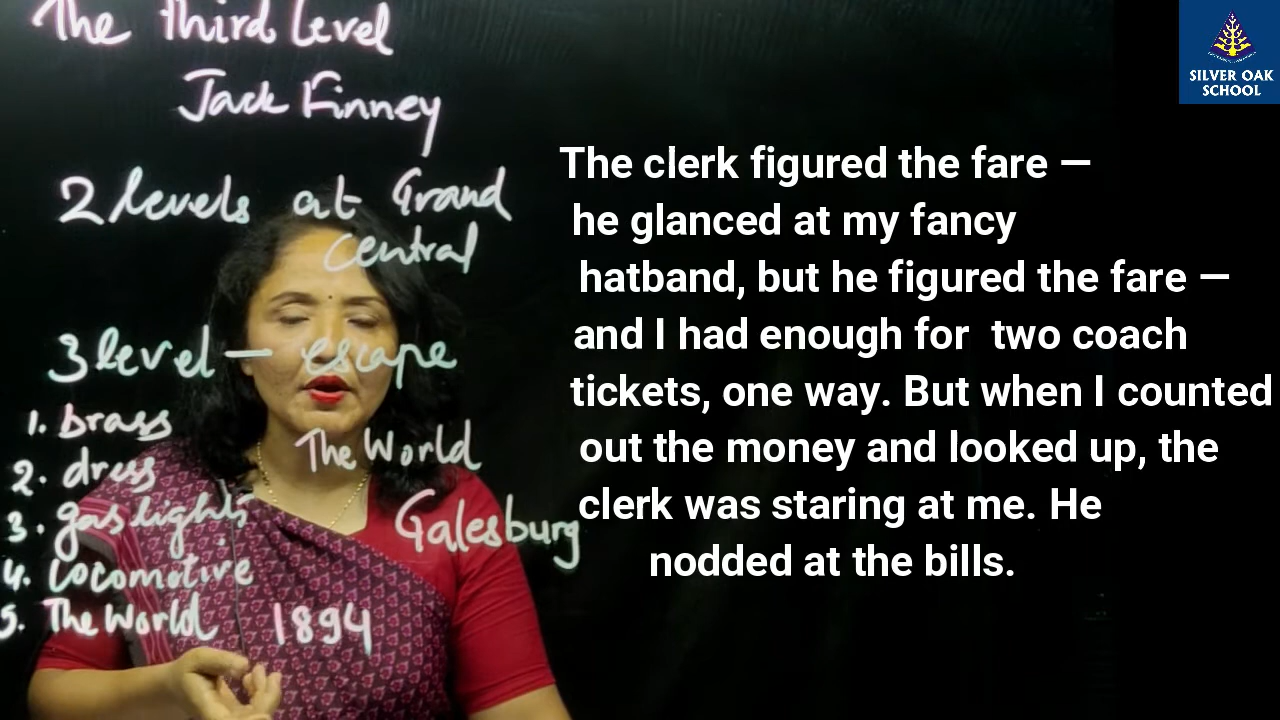 The Third Level
Jack Finney
2 levels at Grand
Central
3 level — escape
1. brass
2. dress
3. gas lights
4. Locomotive
5. The World 1894
The World
Galesburg
SILVER OAK
SCHOOL
The clerk figured the fare —
he glanced at my fancy
hatband, but he figured the fare —
and I had enough for two coach
tickets, one way. But when I counted
out the money and looked up, the
clerk was staring at me. He
nodded at the bills.